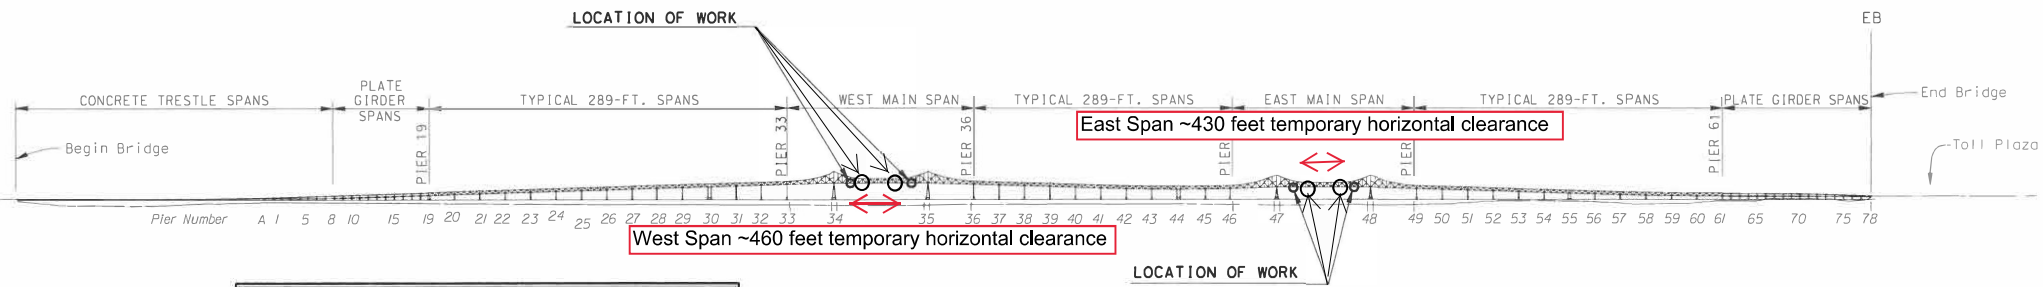 LOCATION OF WORK
EB
CONCRETE TRESTLE SPANS
PLATE
GIRDER
SPANS
TYPICAL 289-FT. SPANS
WEST MAIN SPAN
TYPICAL 289-FT. SPANS
EAST MAIN SPAN
TYPICAL 289-FT. SPANS
PLATE GIRDER SPANS
End Bridge
East Span ~430 feet temporary horizontal clearance
Begin Bridge
PIER 19
PIER 33
PIER 36
PIER
PIER
PIER 61
Toll Plaza
Pier Number A 1 5 8 10 15 19 20 21 22 23 24 25 26 27 28 29 30 31 32 33 34 35 36 37 38 39 40 41 42 43 44 45 46 47 48 49 50 51 52 53 54 55 56 57 58 59 60 61 65 70 75 78
West Span ~460 feet temporary horizontal clearance
LOCATION OF WORK